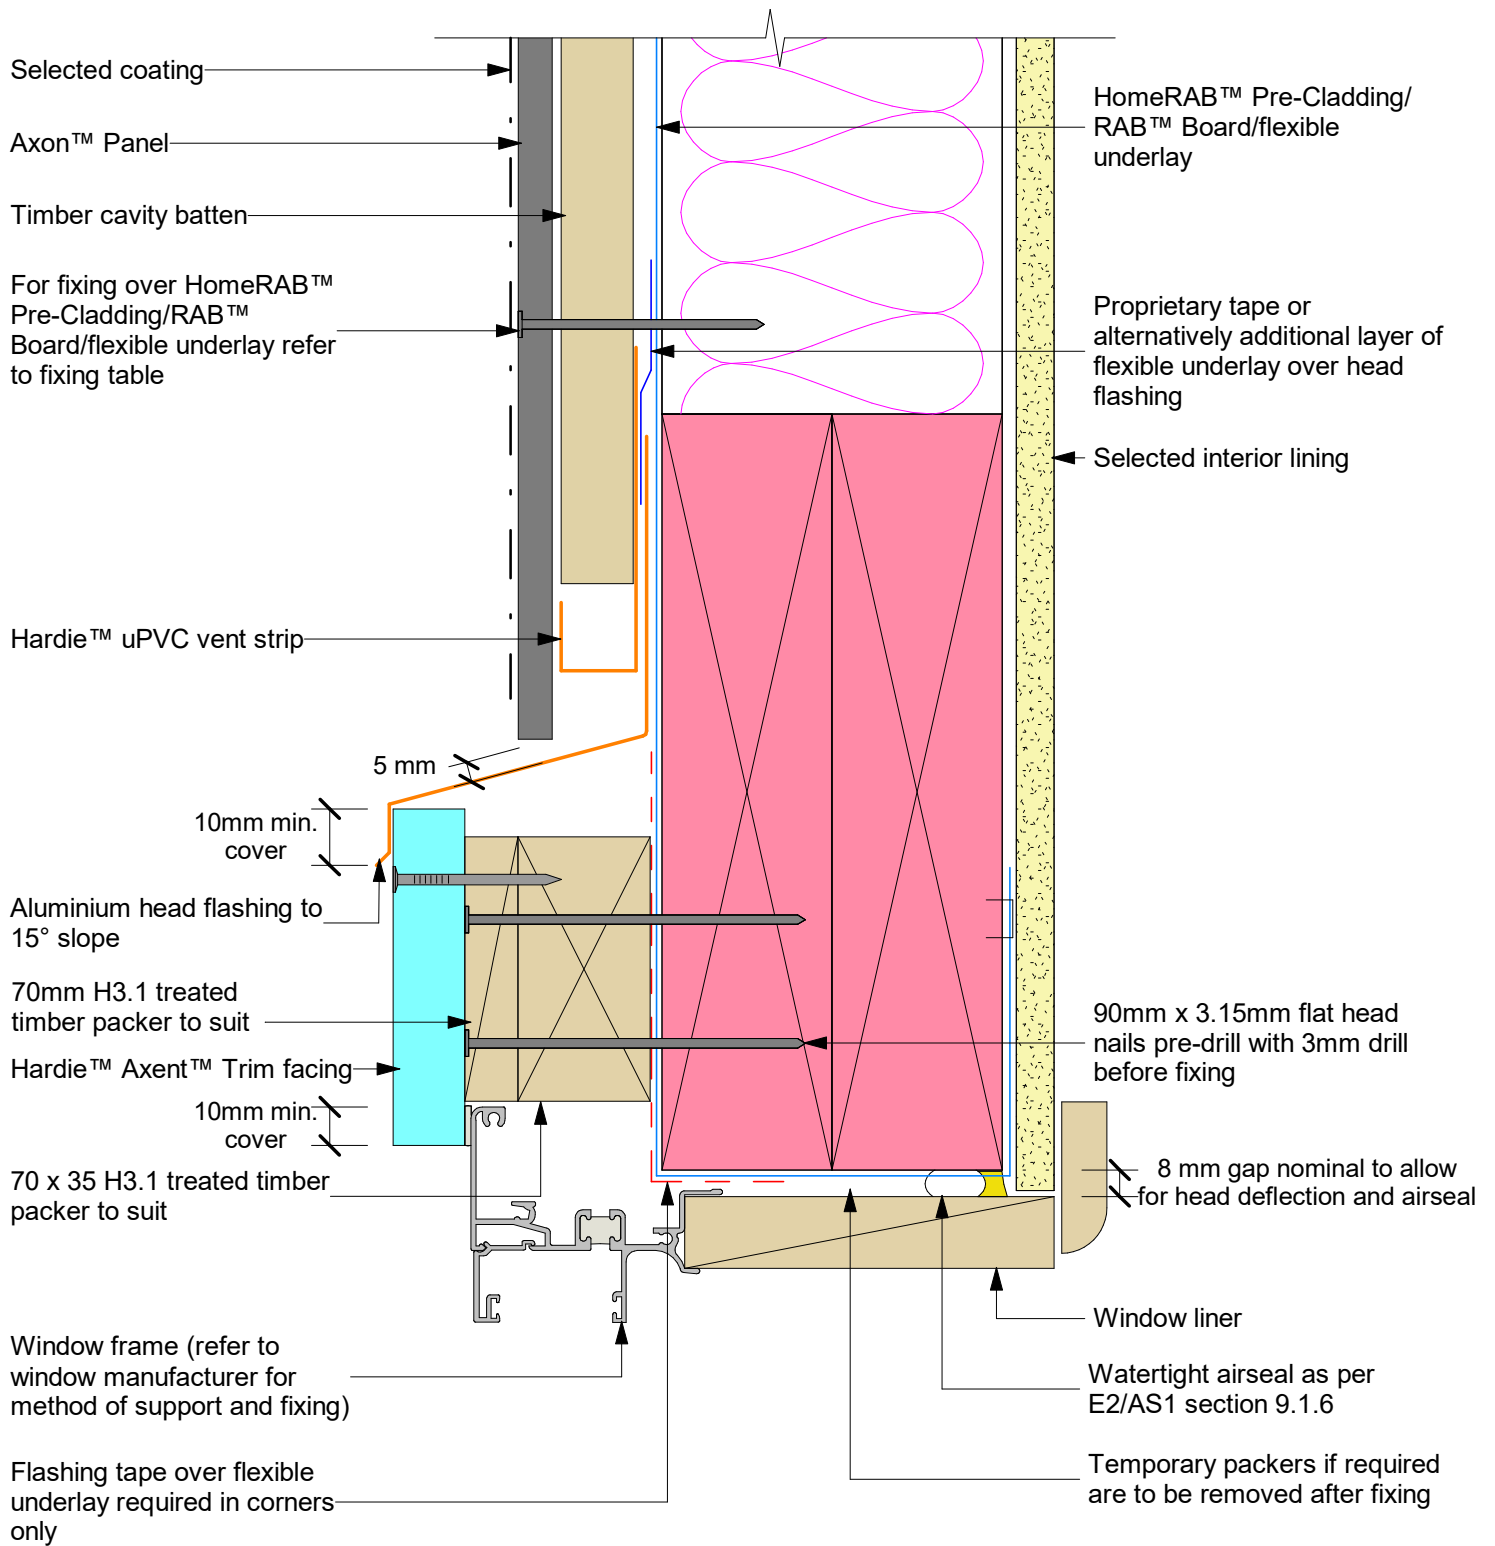 Selected coating
Axon™ Panel
Timber cavity batten
For fixing over HomeRAB™
Pre-Cladding/RAB™
Board/flexible underlay refer
to fixing table
Hardie™ uPVC vent strip
5 mm
10mm min.
cover
Aluminium head flashing to
15° slope
70mm H3.1 treated
timber packer to suit
Hardie™ Axent™ Trim facing
10mm min.
cover
70 x 35 H3.1 treated timber
packer to suit
Window frame (refer to
window manufacturer for
method of support and fixing)
Flashing tape over flexible
underlay required in corners
only
HomeRAB™ Pre-Cladding/
RAB™ Board/flexible
underlay
Proprietary tape or
alternatively additional layer of
flexible underlay over head
flashing
Selected interior lining
90mm x 3.15mm flat head
nails pre-drill with 3mm drill
before fixing
8 mm gap nominal to allow
for head deflection and airseal
Window liner
Watertight airseal as per
E2/AS1 section 9.1.6
Temporary packers if required
are to be removed after fixing